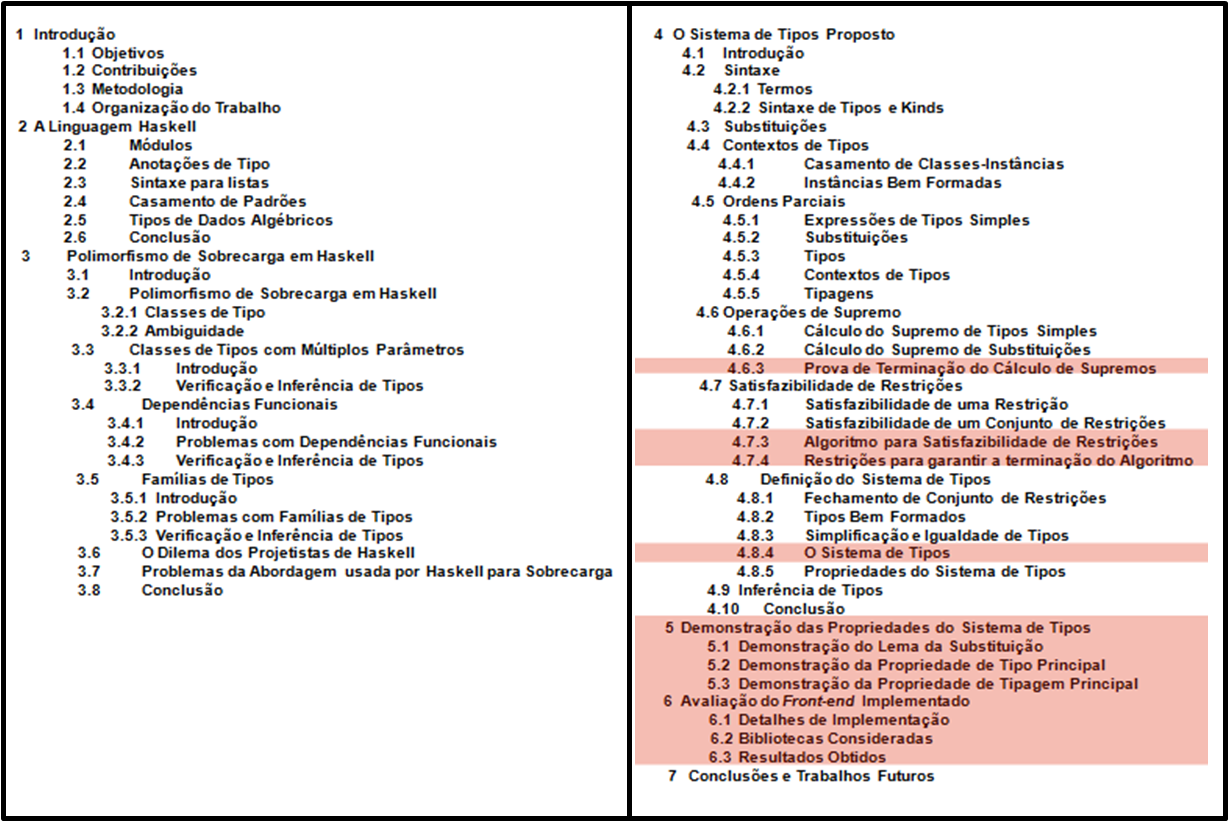 1 Introdução
1.1 Objetivos
1.2 Contribuições
1.3 Metodologia
1.4 Organização do Trabalho
2 A Linguagem Haskell
2.1 Módulos
2.2 Anotações de Tipo
2.3 Sintaxe para listas
2.4 Casamento de Padrões
2.5 Tipos de Dados Algébricos
2.6 Conclusão
3 Polimorfismo de Sobrecarga em Haskell
3.1 Introdução
3.2 Polimorfismo de Sobrecarga em Haskell
3.2.1 Classes de Tipo
3.2.2 Ambiguidade
3.3 Classes de Tipos com Múltiplos Parâmetros
3.3.1 Introdução
3.3.2 Verificação e Inferência de Tipos
3.4 Dependências Funcionais
3.4.1 Introdução
3.4.2 Problemas com Dependências Funcionais
3.4.3 Verificação e Inferência de Tipos
3.5 Famílias de Tipos
3.5.1 Introdução
3.5.2 Problemas com Famílias de Tipos
3.5.3 Verificação e Inferência de Tipos
3.6 O Dilema dos Projetistas de Haskell
3.7 Problemas da Abordagem usada por Haskell para Sobrecarga
3.8 Conclusão
4 O Sistema de Tipos Proposto
4.1 Introdução
4.2 Sintaxe
4.2.1 Termos
4.2.2 Sintaxe de Tipos e Kinds
4.3 Substituições
4.4 Contextos de Tipos
4.4.1 Casamento de Classes-Instâncias
4.4.2 Instâncias Bem Formadas
4.5 Ordens Parciais
4.5.1 Expressões de Tipos Simples
4.5.2 Substituições
4.5.3 Tipos
4.5.4 Contextos de Tipos
4.5.5 Tipagens
4.6 Operações de Supremo
4.6.1 Cálculo do Supremo de Tipos Simples
4.6.2 Cálculo do Supremo de Substituições
4.6.3 Prova de Terminação do Cálculo de Supremos
4.7 Satisfazibilidade de Restrições
4.7.1 Satisfazibilidade de uma Restrição
4.7.2 Satisfazibilidade de um Conjunto de Restrições
4.7.3 Algoritmo para Satisfazibilidade de Restrições
4.7.4 Restrições para garantir a terminação do Algoritmo
4.8 Definição do Sistema de Tipos
4.8.1 Fechamento de Conjunto de Restrições
4.8.2 Tipos Bem Formados
4.8.3 Simplificação e Igualdade de Tipos
4.8.4 O Sistema de Tipos
4.8.5 Propriedades do Sistema de Tipos
4.9 Inferência de Tipos
4.10 Conclusão
5 Demonstração das Propriedades do Sistema de Tipos
5.1 Demonstração do Lema da Substituição
5.2 Demonstração da Propriedade de Tipo Principal
5.3 Demonstração da Propriedade de Tipagem Principal
6 Avaliação do Front-end Implementado
6.1 Detalhes de Implementação
6.2 Bibliotecas Consideradas
6.3 Resultados Obtidos
7 Conclusões e Trabalhos Futuros